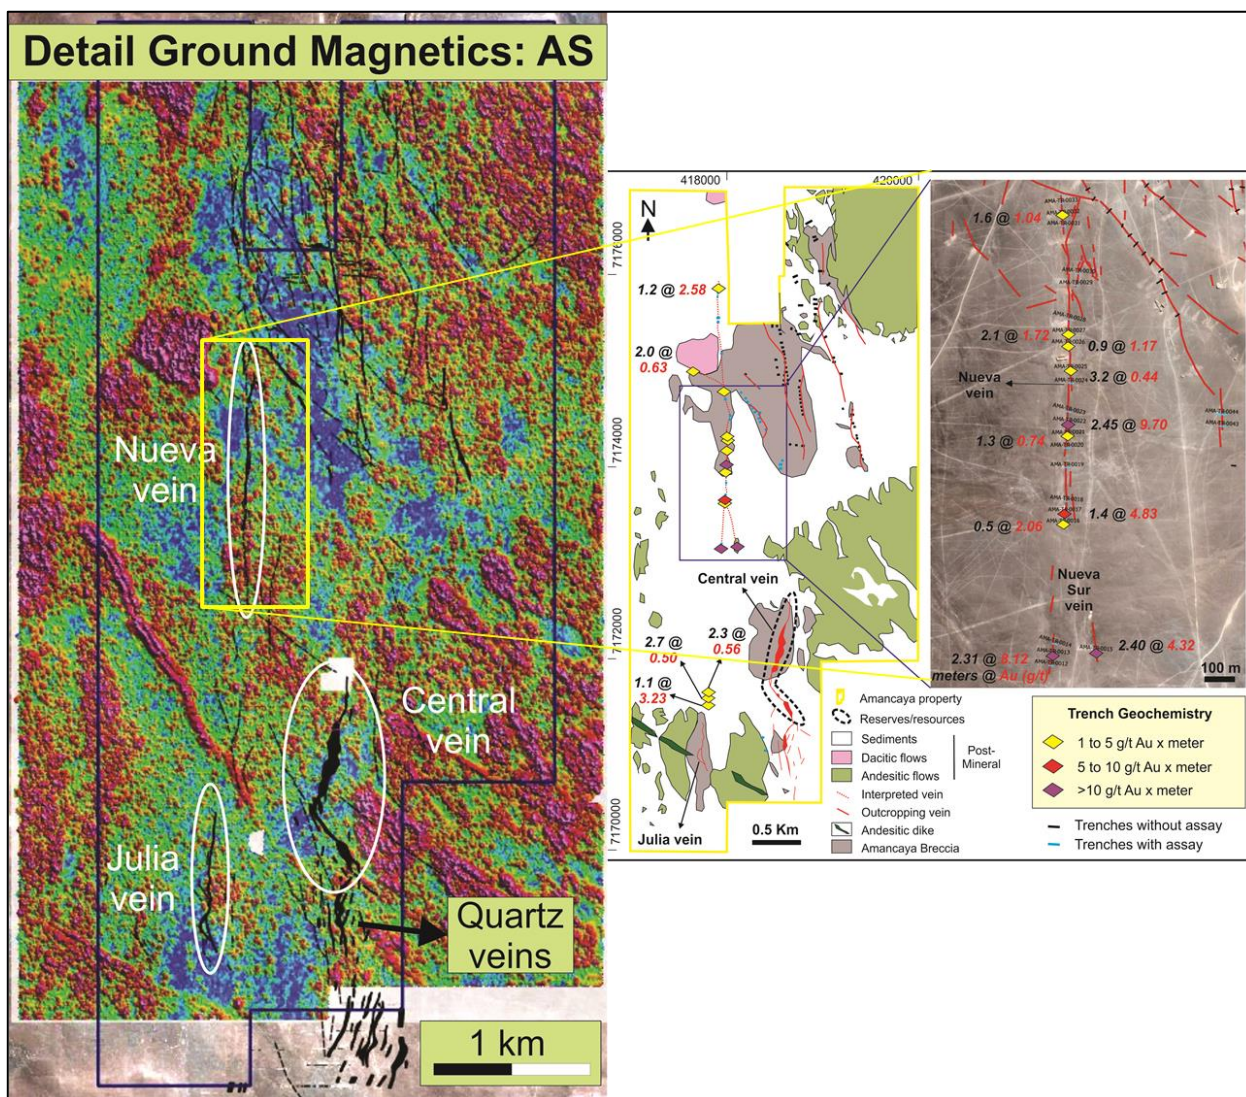 Detail Ground Magnetics: AS
Nueva
vein
Central
vein
Julia
vein
Quartz
veins
1 km
418000
420000
N
7176000
7174000
7172000
7170000
1.2 @ 2.58
2.0 @
0.63
Central vein
2.7 @
0.50
2.3 @
0.56
1.1 @
3.23
Julia vein
0.5 Km
Amancaya property
Reserves/resources
Sediments
Dacitic flows
Andesitic flows
Post-
Mineral
Interpreted vein
Outcropping vein
Andesitic dike
Amancaya Breccia
1.6 @ 1.04
2.1 @ 1.72
0.9 @ 1.17
Nueva
vein
3.2 @ 0.44
2.45 @ 9.70
1.3 @ 0.74
1.4 @ 4.83
0.5 @ 2.06
Nueva
Sur
vein
2.31 @ 8.12
2.40 @ 4.32
meters @ Au (g/t)
100 m
Trench Geochemistry
1 to 5 g/t Au x meter
5 to 10 g/t Au x meter
>10 g/t Au x meter
Trenches without assay
Trenches with assay